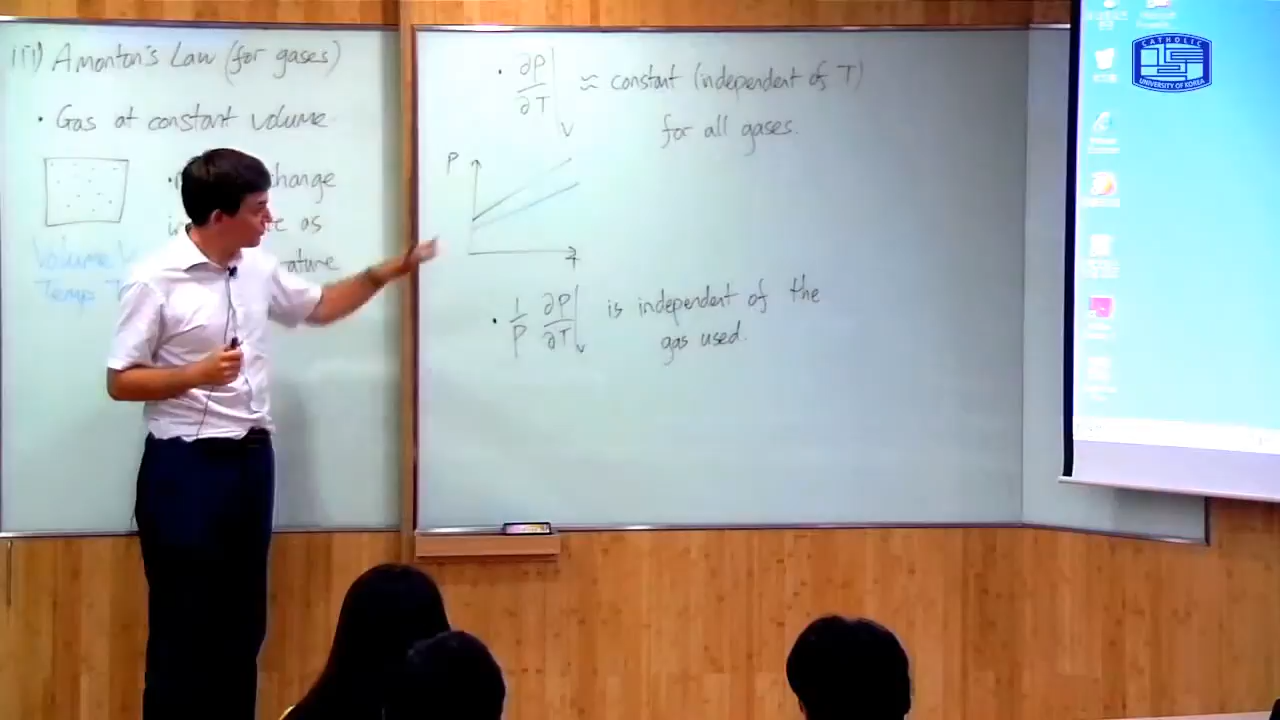 iii) Amonton's Law (for gases)
• Gas at constant volume
change
as
Volume
Temp
• ∂P/∂T|V ≈ constant (independent of T)
for all gases.
P
T
• 1/P ∂P/∂T|V is independent of the
gas used.
CATHOLIC
UNIVERSITY OF KOREA